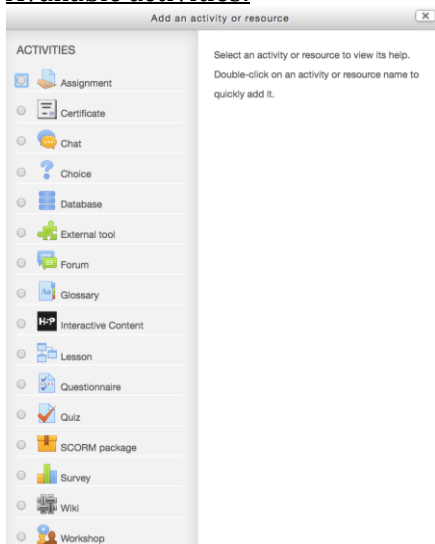 Available activities:
Add an activity or resource
ACTIVITIES
Select an activity or resource to view its help.
Double-click on an activity or resource name to
quickly add it.
Assignment
Certificate
Chat
Choice
Database
External tool
Forum
Glossary
H-P Interactive Content
Lesson
Questionnaire
Quiz
SCORM package
Survey
Wiki
Workshop